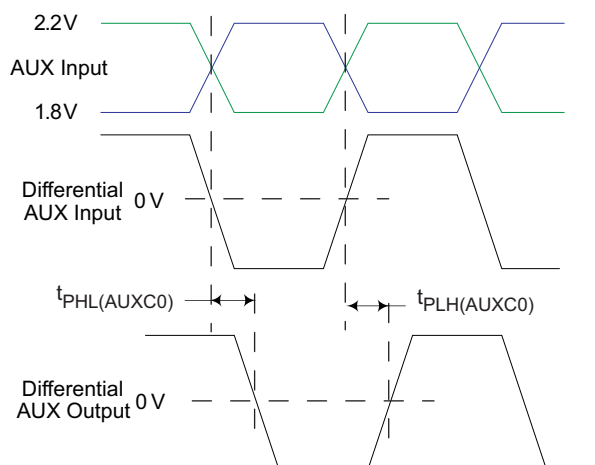 2.2V
AUX Input
1.8V
Differential
AUX Input
0 V
tPHL(AUXC0)
tPLH(AUXC0)
Differential
AUX Output
0 V